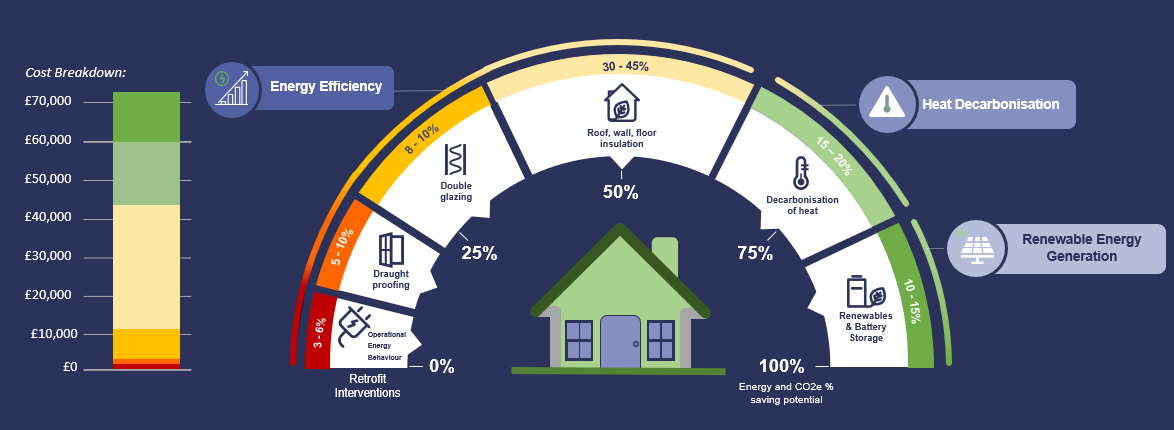 Cost Breakdown:
£70,000
£60,000
£50,000
£40,000
£30,000
£20,000
£10,000
£0
Energy Efficiency
3 - 6%
5 - 10%
8 - 10%
30 - 45%
15 – 20%
10 - 15%
Operational
Energy
Behaviour
Draught
proofing
Double
glazing
Roof, wall, floor
insulation
Decarbonisation
of heat
Renewables
& Battery
Storage
0%
25%
50%
75%
100%
Retrofit
Interventions
Energy and CO2e %
saving potential
Heat Decarbonisation
Renewable Energy
Generation